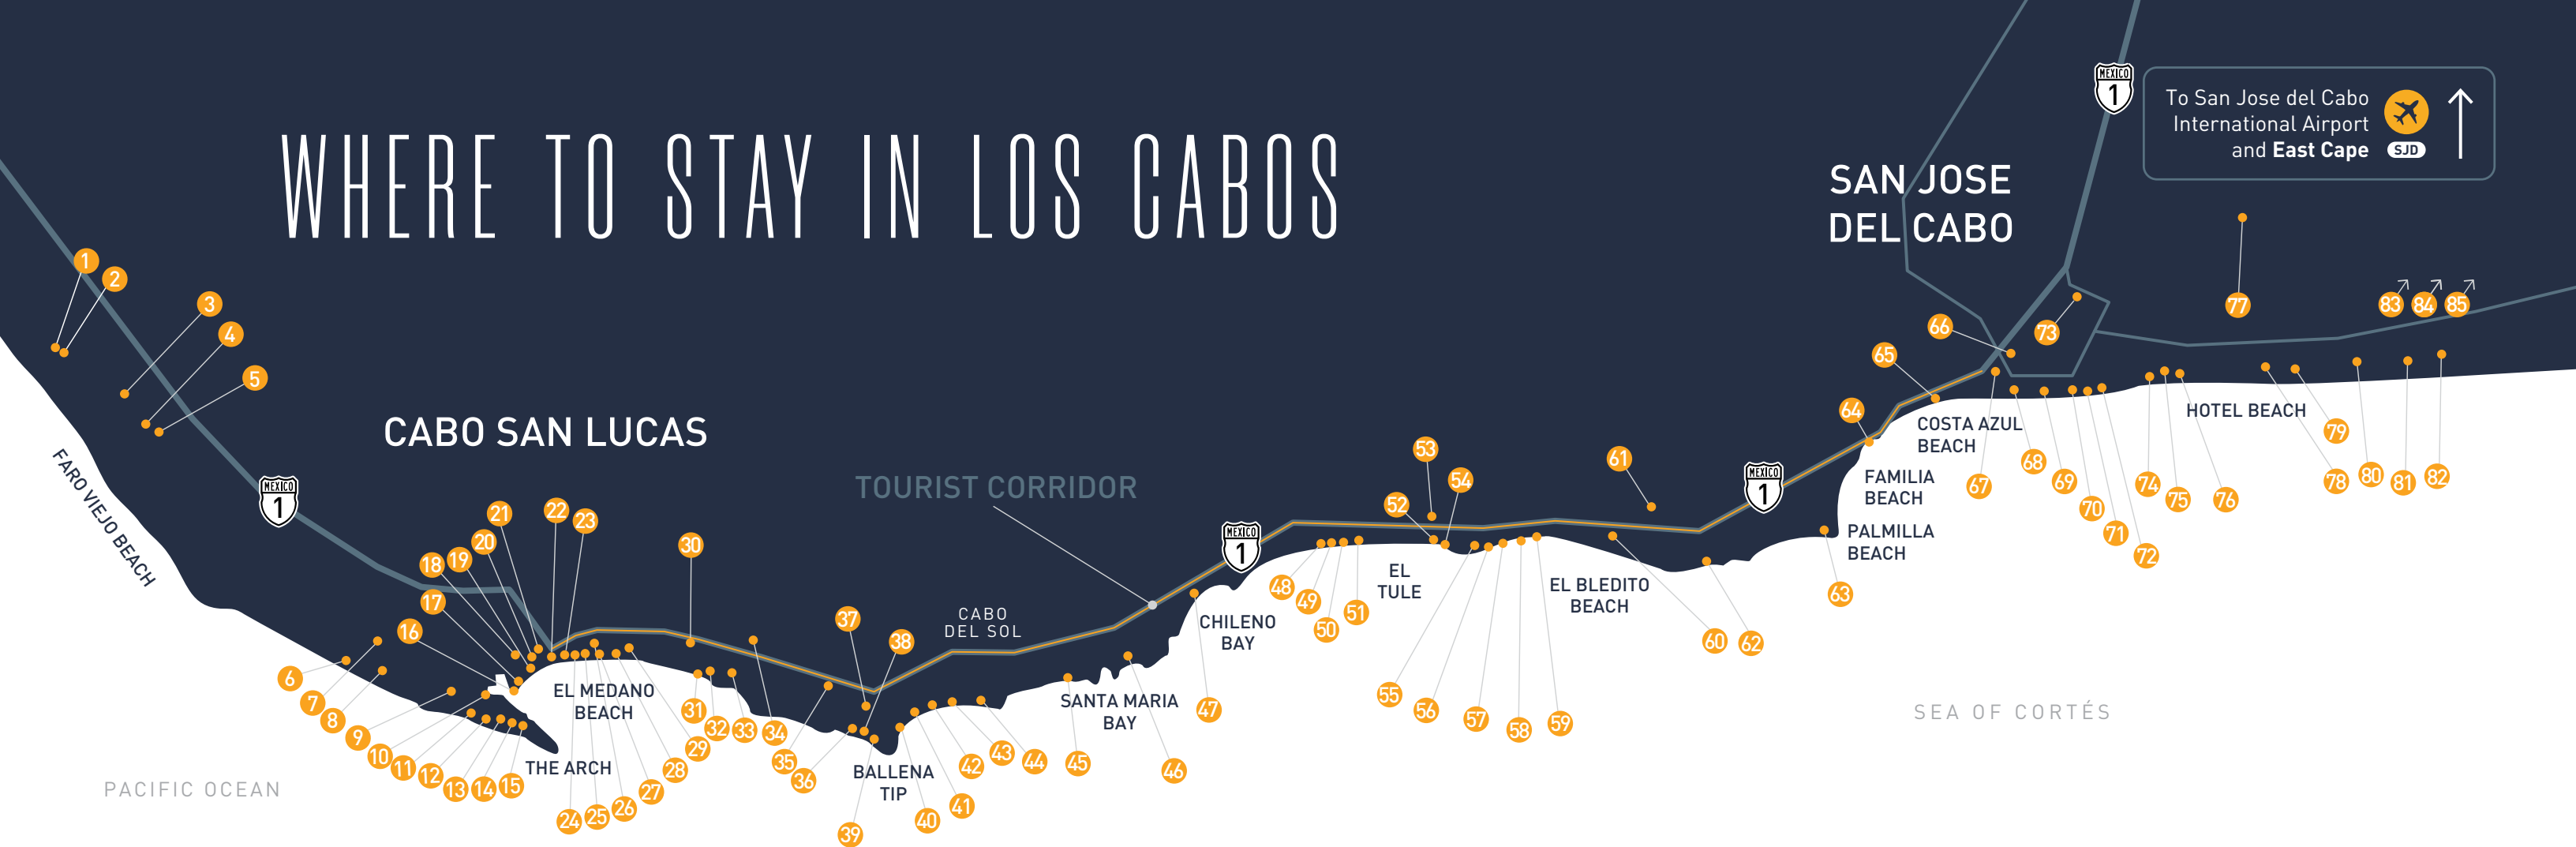 WHERE TO STAY IN LOS CABOS
SAN JOSE
DEL CABO
MEXICO
1
To San Jose del Cabo
International Airport
and East Cape
SJD
1
2
3
4
5
CABO SAN LUCAS
FARO VIEJO BEACH
MEXICO
1
TOURIST CORRIDOR
MEXICO
1
MEXICO
1
6
7
8
9
10
11
12
13
14
15
16
17
18
19
20
21
22
23
24
25
26
27
28
29
30
31
32
33
34
35
36
37
38
39
40
41
42
43
44
45
46
47
48
49
50
51
52
53
54
55
56
57
58
59
60
61
62
63
64
65
66
67
68
69
70
71
72
73
74
75
76
77
78
79
80
81
82
83
84
85
PACIFIC OCEAN
THE ARCH
EL MEDANO
BEACH
BALLENA
TIP
CABO
DEL SOL
SANTA MARIA
BAY
CHILENO
BAY
EL
TULE
EL BLEDITO
BEACH
PALMILLA
BEACH
FAMILIA
BEACH
COSTA AZUL
BEACH
HOTEL BEACH
SEA OF CORTÉS